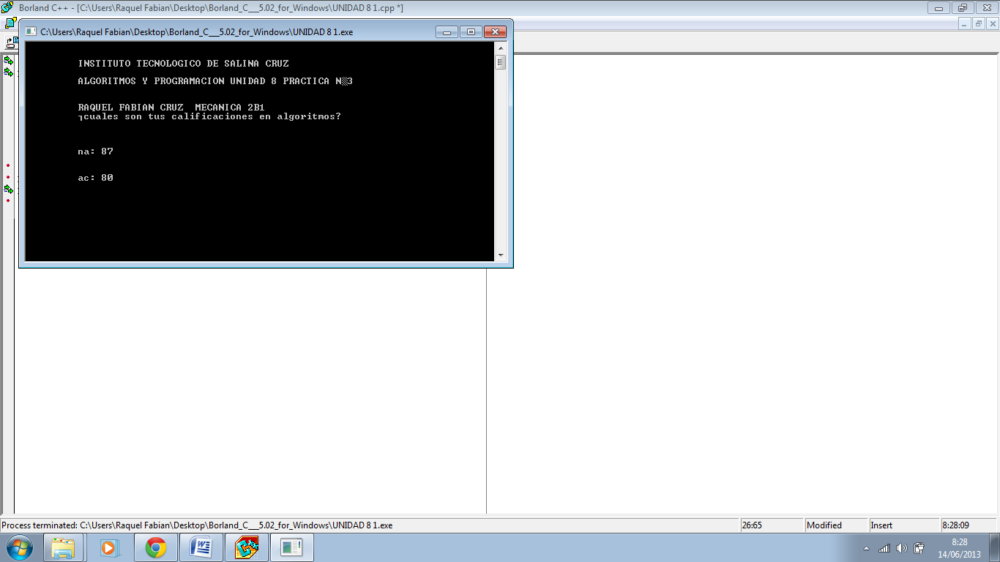 Borland C++ - [C:\Users\Raquel Fabian\Desktop\Borland_C___5.02_for_Windows\UNIDAD 8 1.cpp *]
C:\Users\Raquel Fabian\Desktop\Borland_C___5.02_for_Windows\UNIDAD 8 1.exe
INSTITUTO TECNOLOGICO DE SALINA CRUZ
ALGORITMOS Y PROGRAMACION UNIDAD 8 PRACTICA N▒3
RAQUEL FABIAN CRUZ  MECANICA 2B1
┐cuales son tus calificaciones en algoritmos?
na: 87
ac: 80
Process terminated: C:\Users\Raquel Fabian\Desktop\Borland_C___5.02_for_Windows\UNIDAD 8 1.exe
26:65
Modified
Insert
8:28:09
8:28
14/06/2013